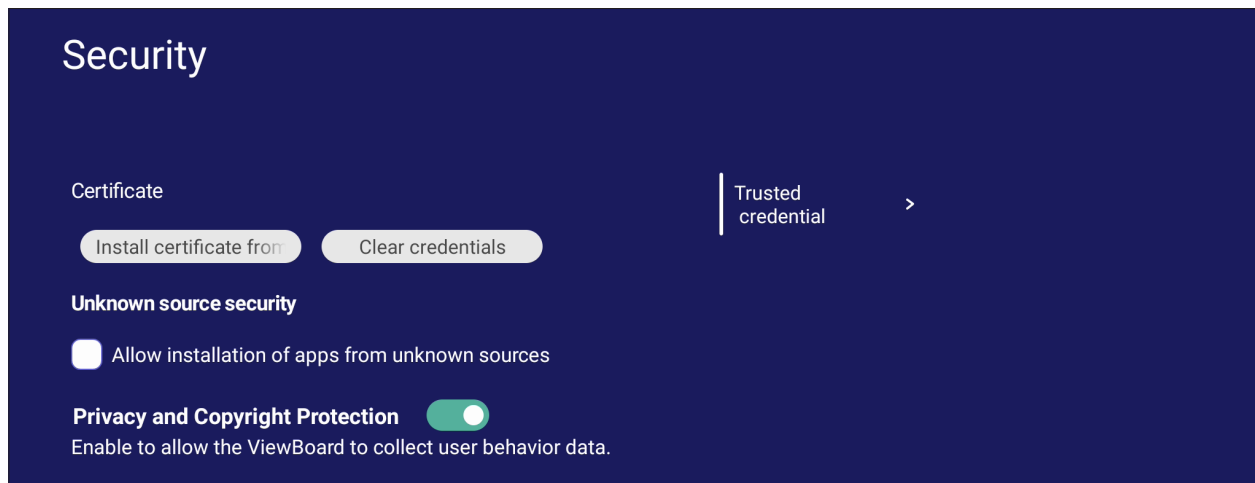 Security
Certificate
Install certificate from
Clear credentials
Trusted
credential
Unknown source security
Allow installation of apps from unknown sources
Privacy and Copyright Protection
Enable to allow the ViewBoard to collect user behavior data.